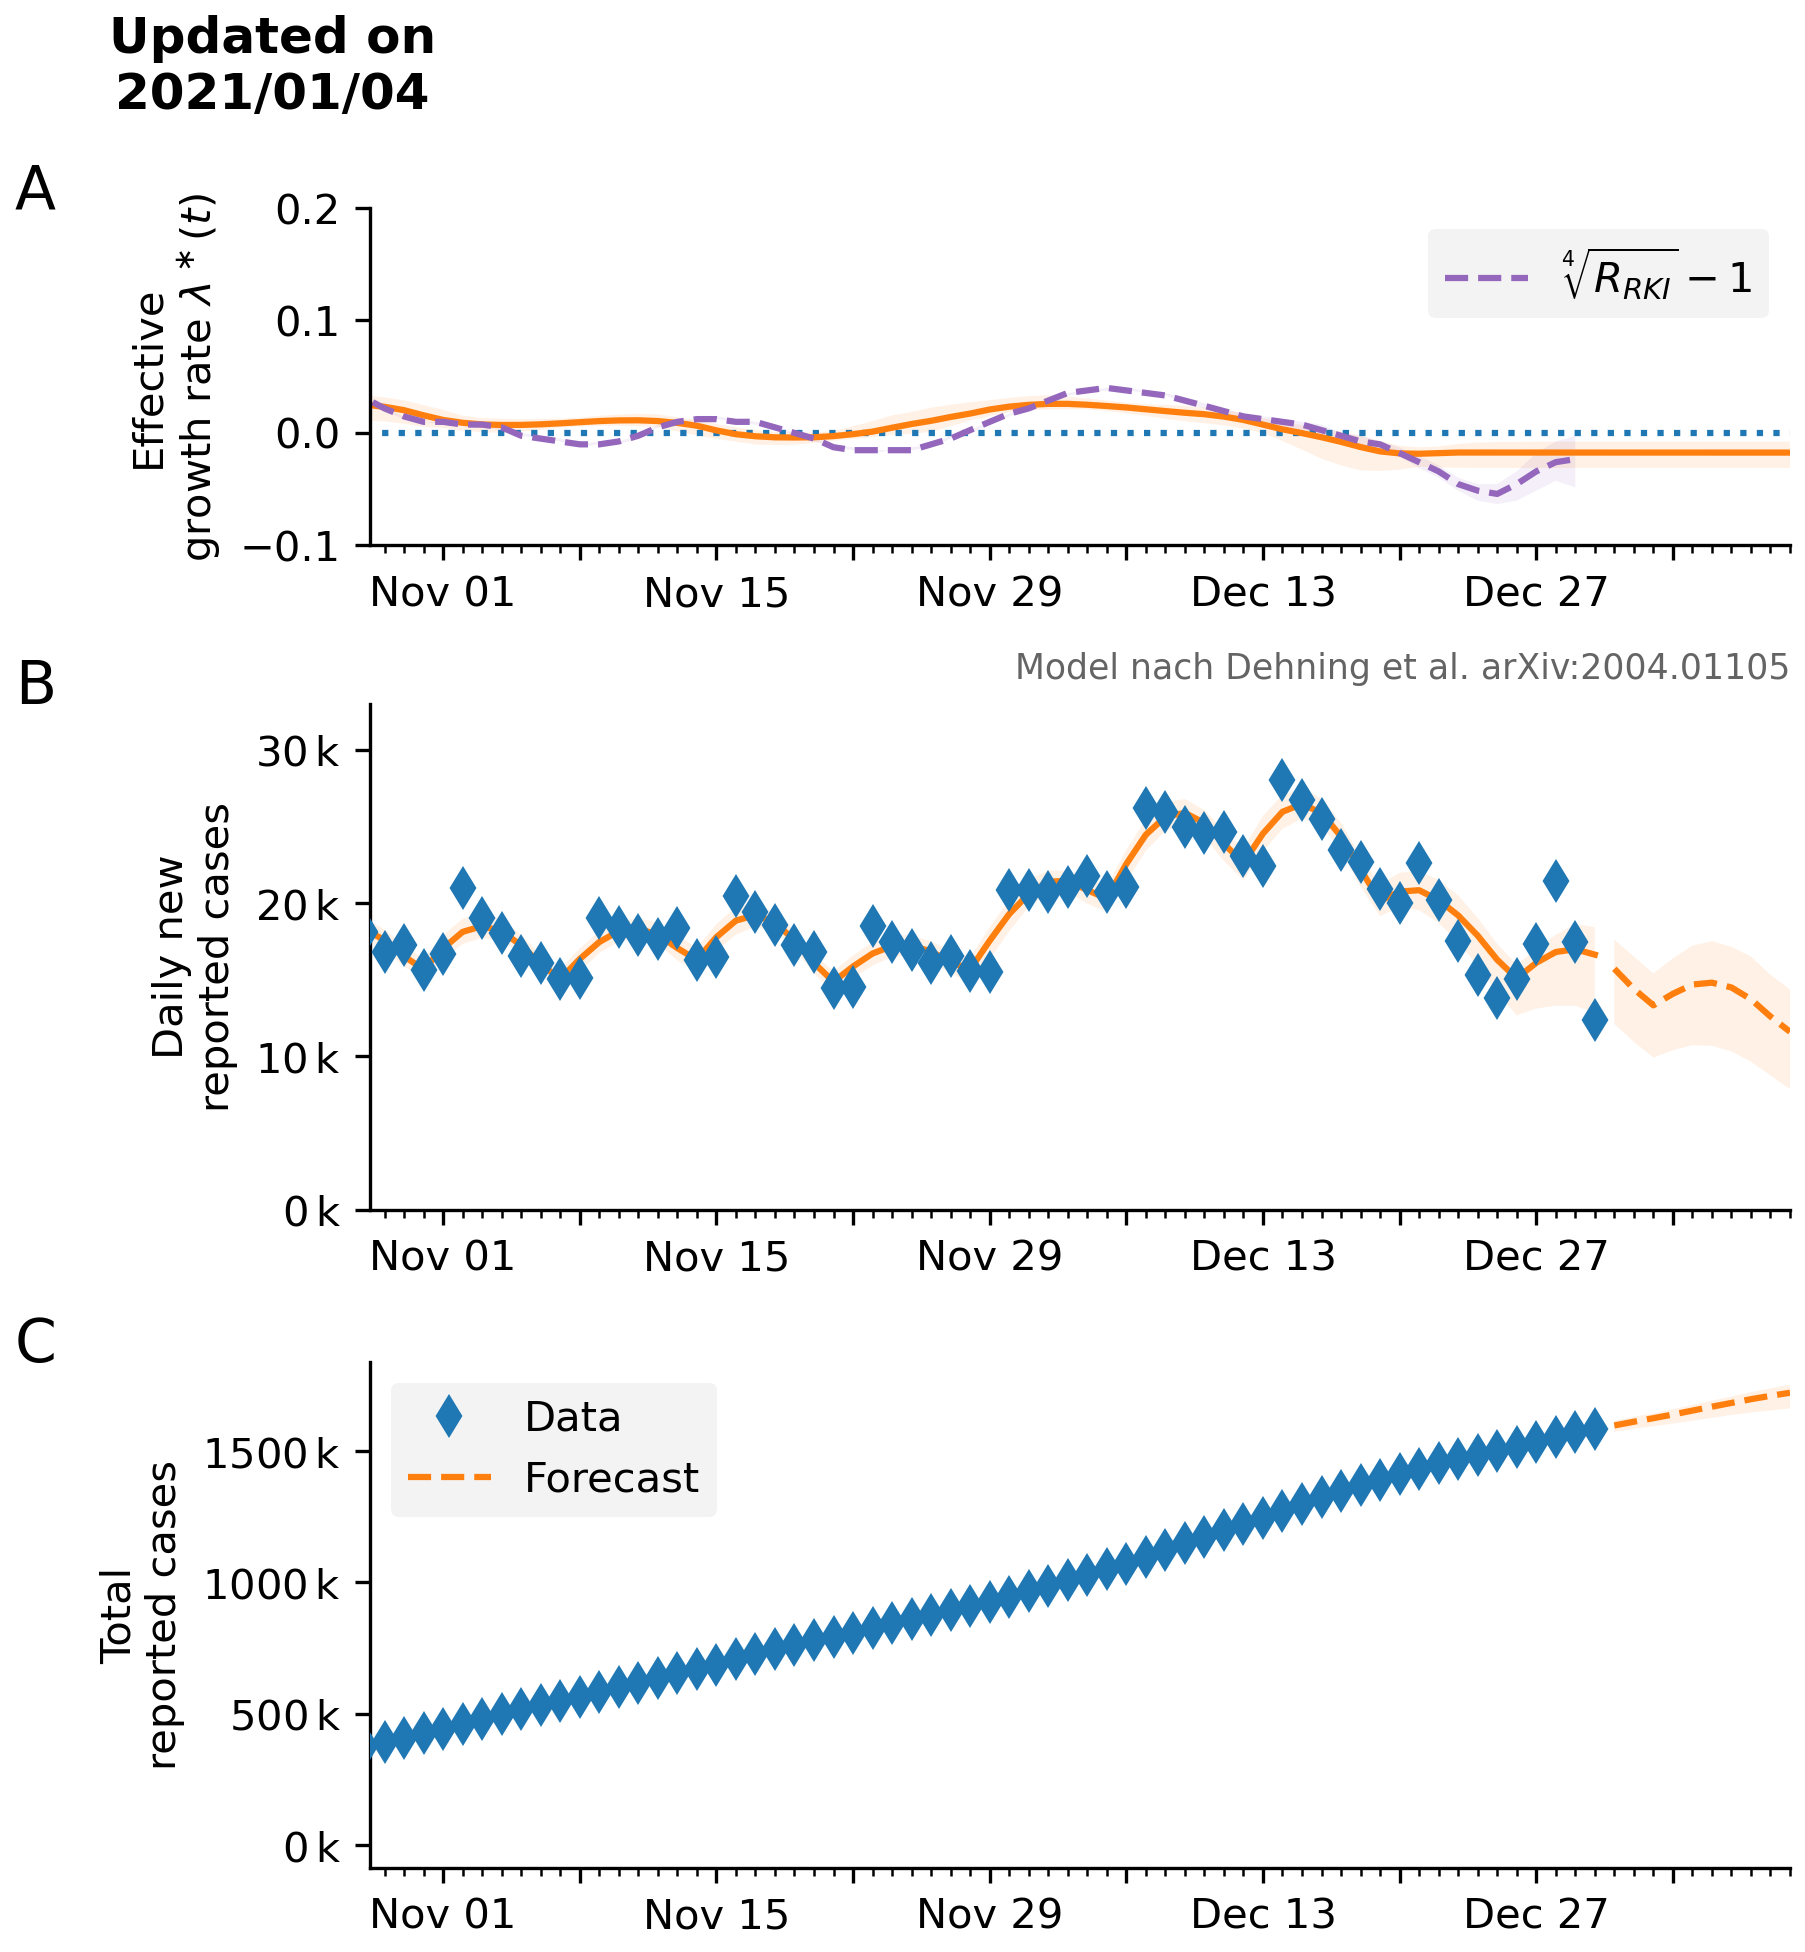 Updated on
2021/01/04
A
Effective
growth rate λ * (t)
0.2
0.1
0.0
−0.1
∜R_RKI − 1
Nov 01 Nov 15 Nov 29 Dec 13 Dec 27
Model nach Dehning et al. arXiv:2004.01105
B
Daily new
reported cases
30 k
20 k
10 k
0 k
Nov 01 Nov 15 Nov 29 Dec 13 Dec 27
C
Total
reported cases
Data
Forecast
1500 k
1000 k
500 k
0 k
Nov 01 Nov 15 Nov 29 Dec 13 Dec 27